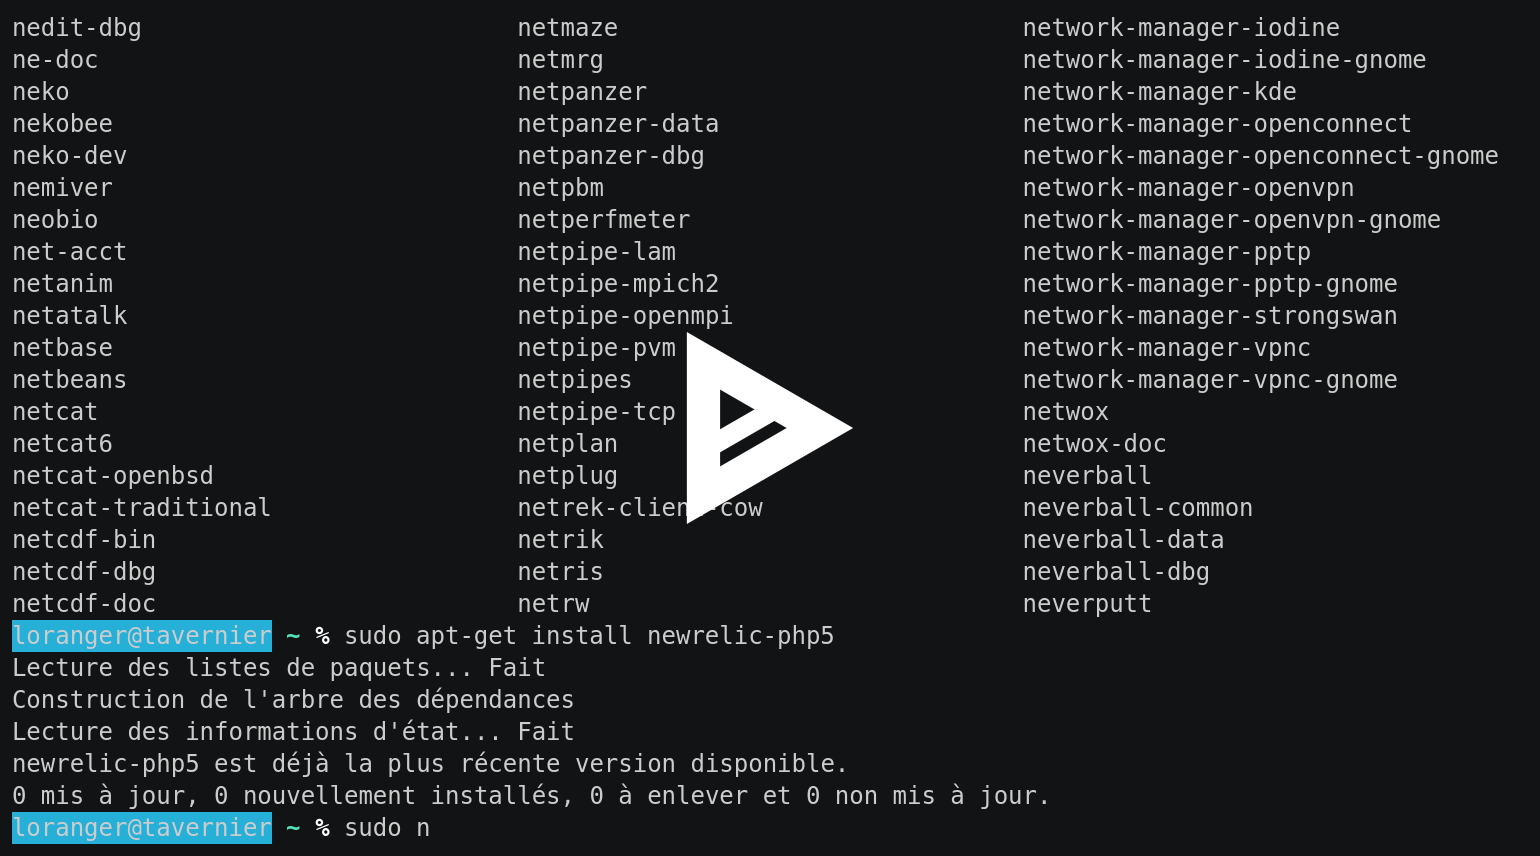 nedit-dbg netmaze network-manager-iodine
ne-doc netmrg network-manager-iodine-gnome
neko netpanzer network-manager-kde
nekobee netpanzer-data network-manager-openconnect
neko-dev netpanzer-dbg network-manager-openconnect-gnome
nemiver netpbm network-manager-openvpn
neobio netperfmeter network-manager-openvpn-gnome
net-acct netpipe-lam network-manager-pptp
netanim netpipe-mpich2 network-manager-pptp-gnome
netatalk netpipe-openmpi network-manager-strongswan
netbase netpipe-pvm network-manager-vpnc
netbeans netpipes network-manager-vpnc-gnome
netcat netpipe-tcp netwox
netcat6 netplan netwox-doc
netcat-openbsd netplug neverball
netcat-traditional netrek-client-cow neverball-common
netcdf-bin netrik neverball-data
netcdf-dbg netris neverball-dbg
netcdf-doc netrw neverputt
loranger@tavernier ~ % sudo apt-get install newrelic-php5
Lecture des listes de paquets... Fait
Construction de l'arbre des dépendances
Lecture des informations d'état... Fait
newrelic-php5 est déjà la plus récente version disponible.
0 mis à jour, 0 nouvellement installés, 0 à enlever et 0 non mis à jour.
loranger@tavernier ~ % sudo n